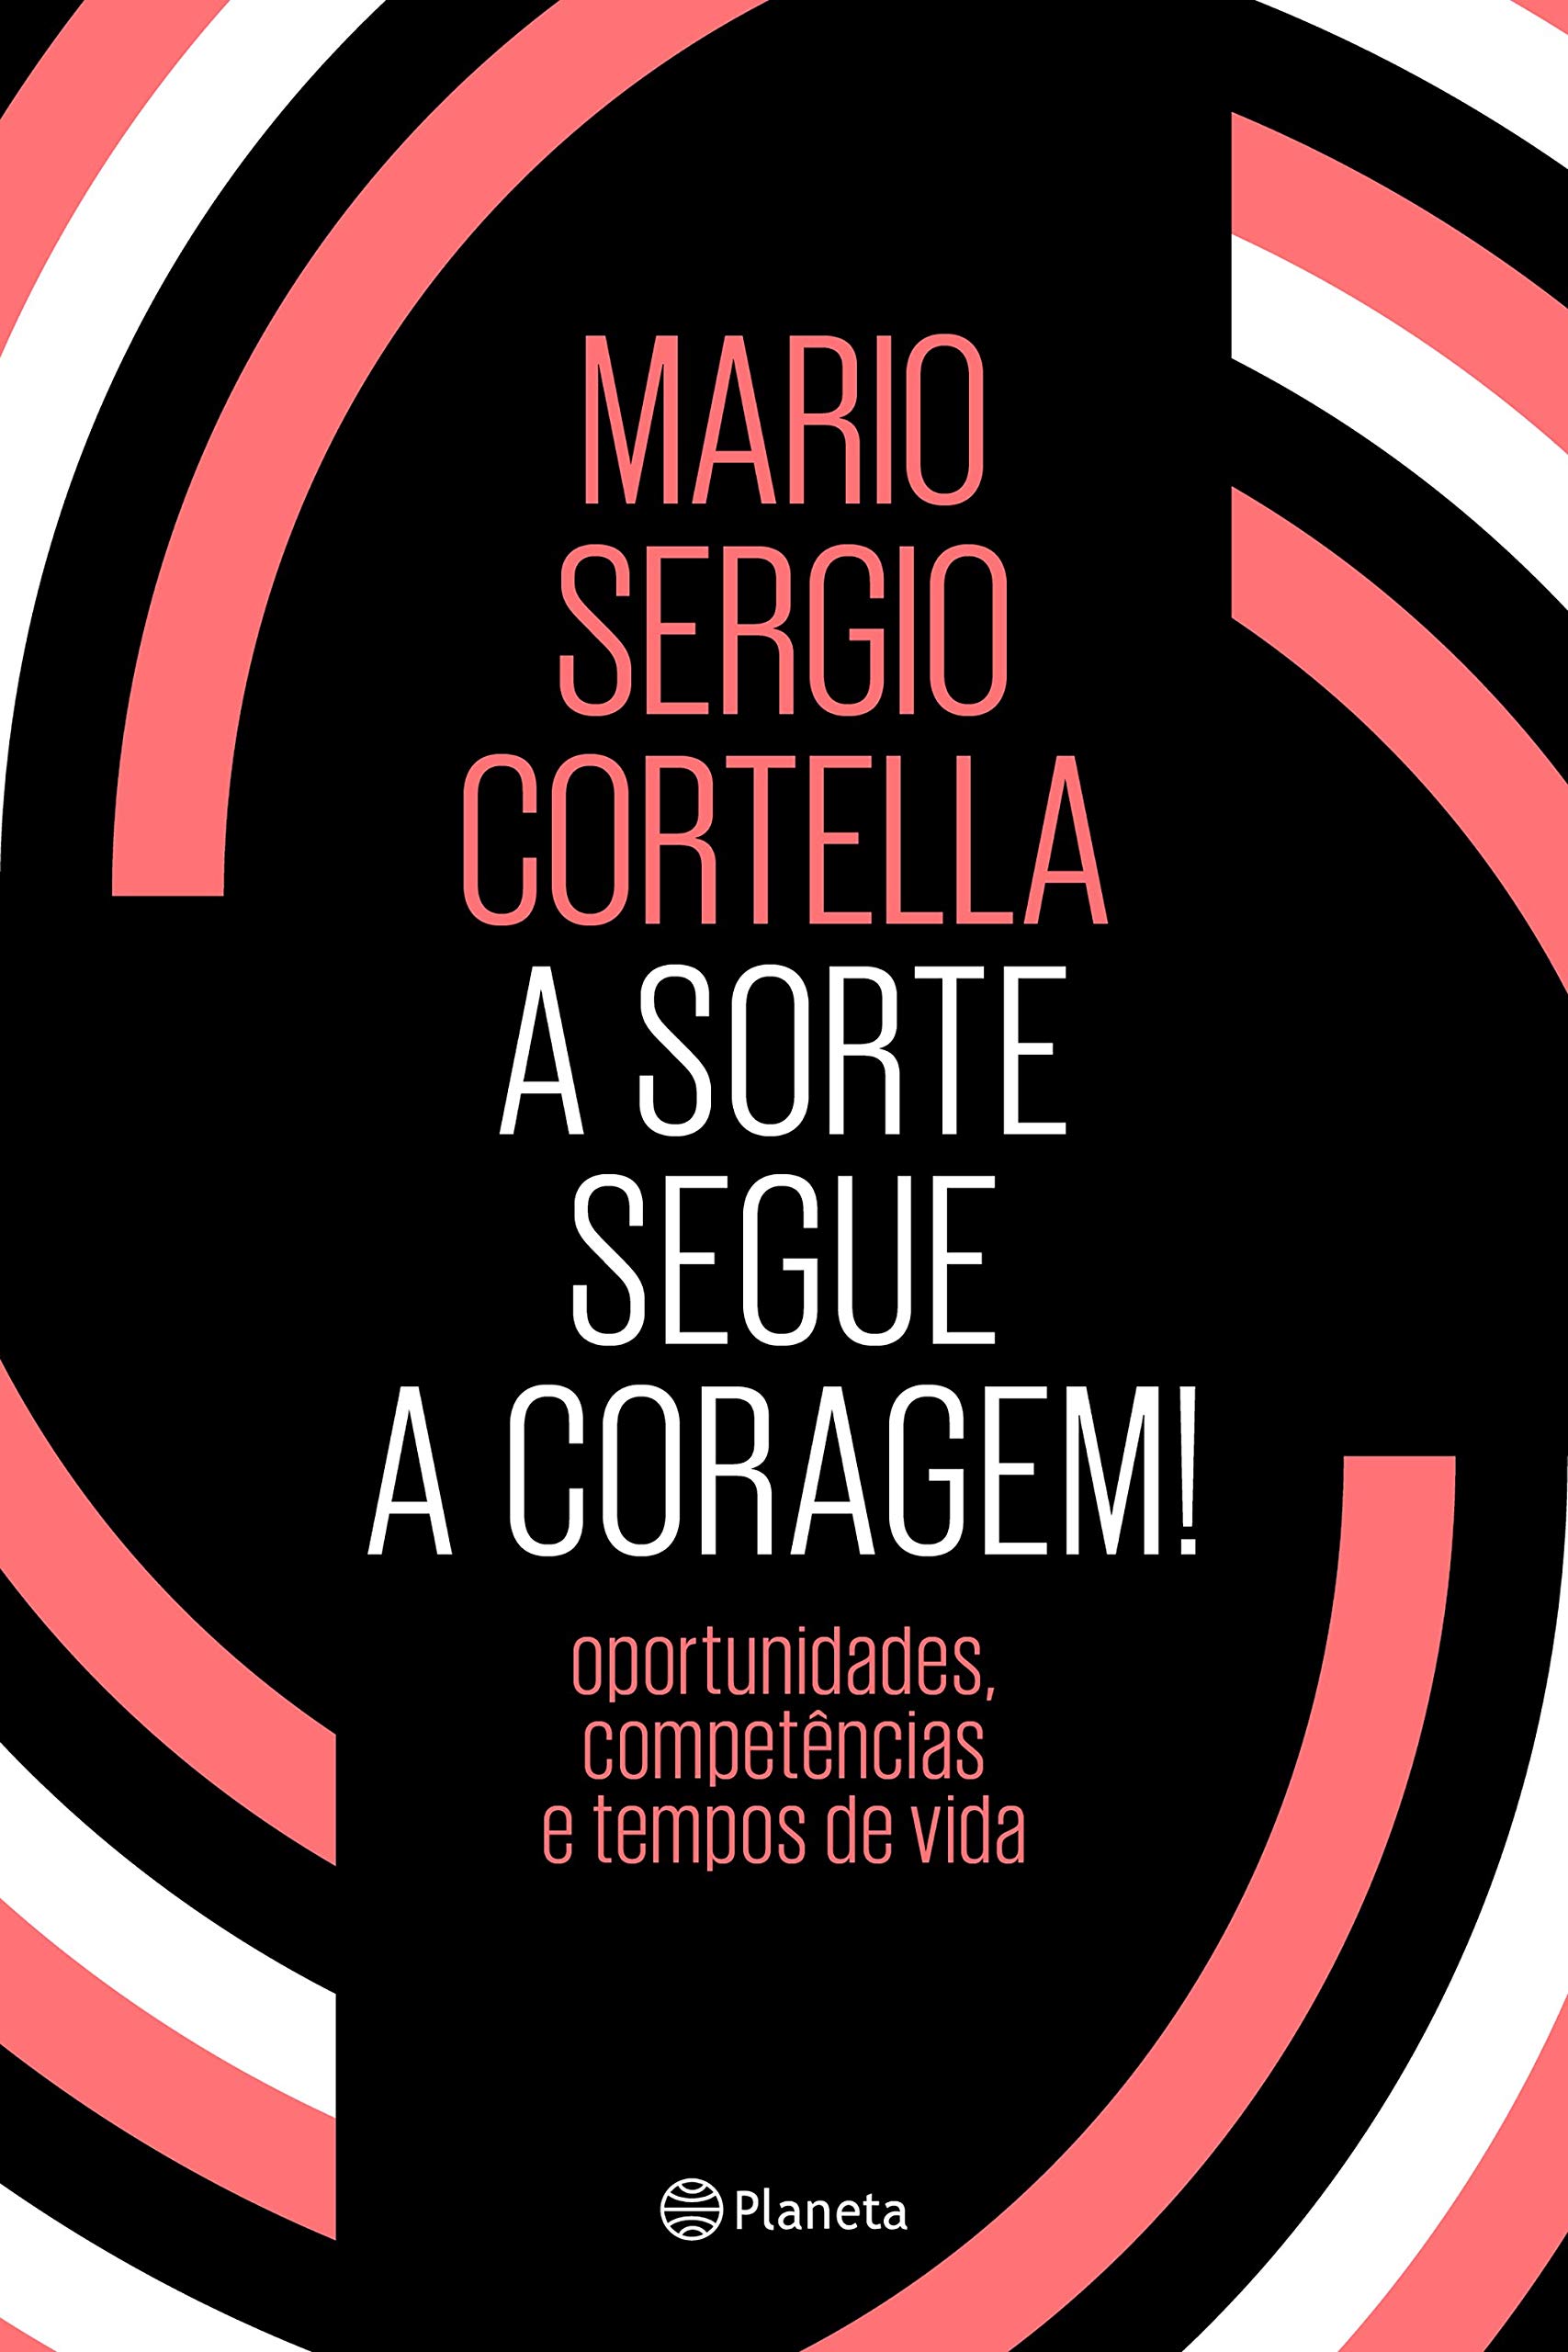 MARIO
SERGIO
CORTELLA
A SORTE
SEGUE
A CORAGEM!
oportunidades,
competências
e tempos de vida
Planeta